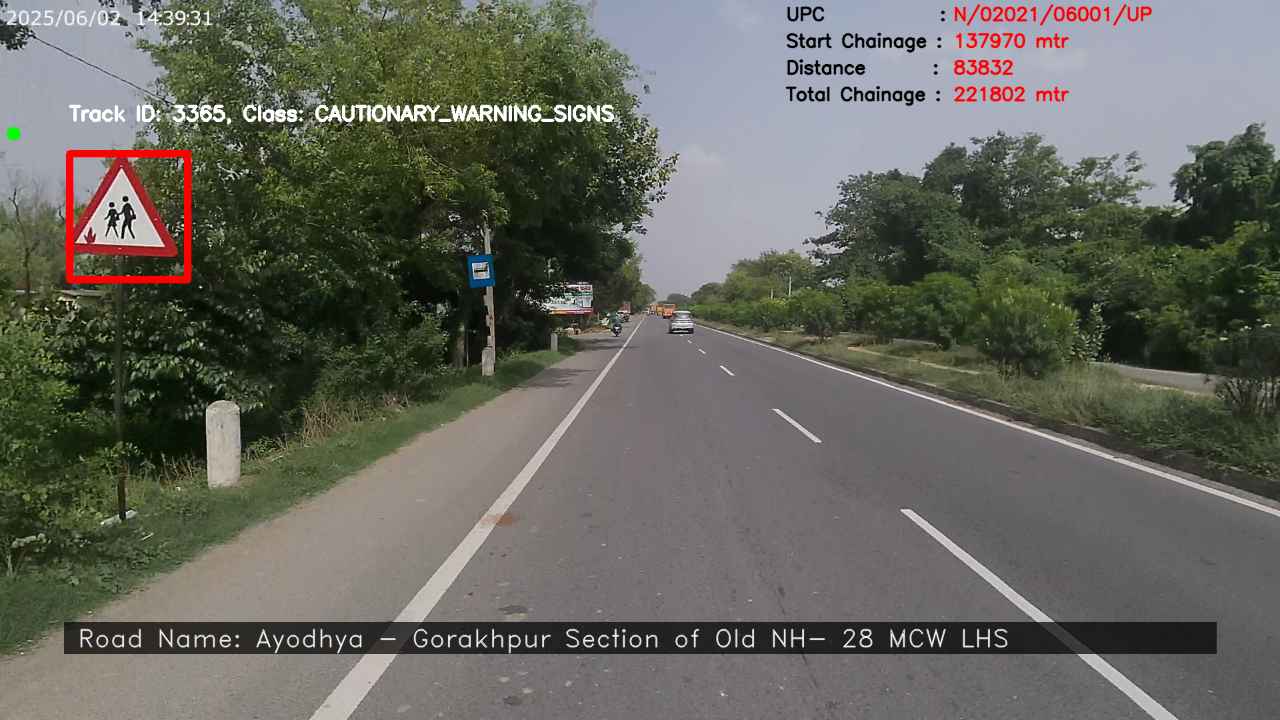 2025/06/02 14:39:31
UPC : N/02021/06001/UP
Start Chainage : 137970 mtr
Distance : 83832
Total Chainage : 221802 mtr
Track ID: 3365, Class: CAUTIONARY_WARNING_SIGNS
Road Name: Ayodhya - Gorakhpur Section of Old NH- 28 MCW LHS